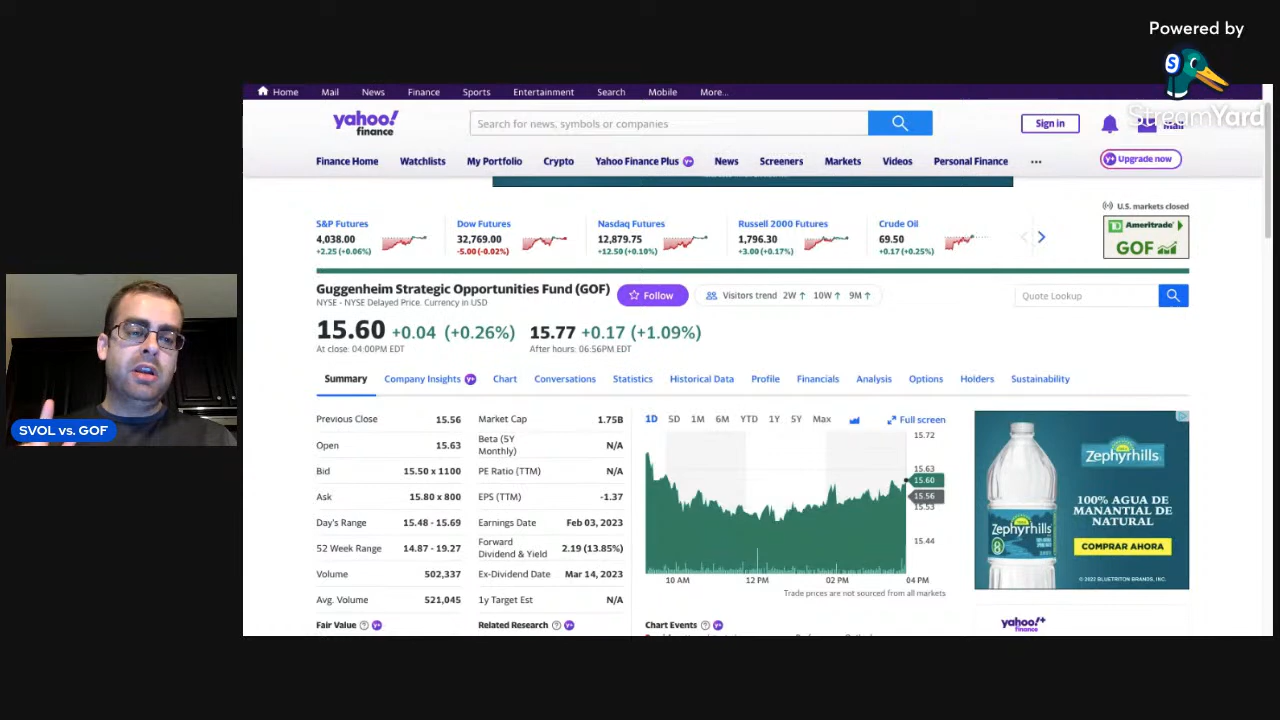 Powered by
S
StreamYard
Home Mail News Finance Sports Entertainment Search Mobile More...
yahoo!
finance
Search for news, symbols or companies
Sign in
Mail
Finance Home Watchlists My Portfolio Crypto Yahoo Finance Plus News Screeners Markets Videos Personal Finance ...
Upgrade now
U.S. markets closed
S&P Futures
4,038.00
+2.25 (+0.06%)
Dow Futures
32,769.00
-5.00 (-0.02%)
Nasdaq Futures
12,879.75
+12.50 (+0.10%)
Russell 2000 Futures
1,796.30
+3.00 (+0.17%)
Crude Oil
69.50
+0.17 (+0.25%)
Ameritrade
GOF
Guggenheim Strategic Opportunities Fund (GOF)
NYSE - NYSE Delayed Price. Currency in USD
Follow
Visitors trend 2W↑ 10W↑ 9M↑
Quote Lookup
15.60 +0.04 (+0.26%)
At close: 04:00PM EDT
15.77 +0.17 (+1.09%)
After hours: 06:56PM EDT
Summary Company Insights Chart Conversations Statistics Historical Data Profile Financials Analysis Options Holders Sustainability
Previous Close 15.56
Open 15.63
Bid 15.50 x 1100
Ask 15.80 x 800
Day's Range 15.48 - 15.69
52 Week Range 14.87 - 19.27
Volume 502,337
Avg. Volume 521,045
Fair Value
Market Cap 1.75B
Beta (5Y
Monthly) N/A
PE Ratio (TTM) N/A
EPS (TTM) -1.37
Earnings Date Feb 03, 2023
Forward
Dividend & Yield 2.19 (13.85%)
Ex-Dividend Date Mar 14, 2023
1y Target Est N/A
Related Research
1D 5D 1M 6M YTD 1Y 5Y Max
Full screen
15.72
15.63
15.60
15.56
15.53
15.44
10 AM 12 PM 02 PM 04 PM
Trade prices are not sourced from all markets
Chart Events
Zephyrhills
100% AGUA DE
MANANTIAL DE
NATURAL
COMPRAR AHORA
© 2022 BLUETRITON BRANDS, INC.
Zephyrhills
8
yahoo!+
finance
SVOL vs. GOF